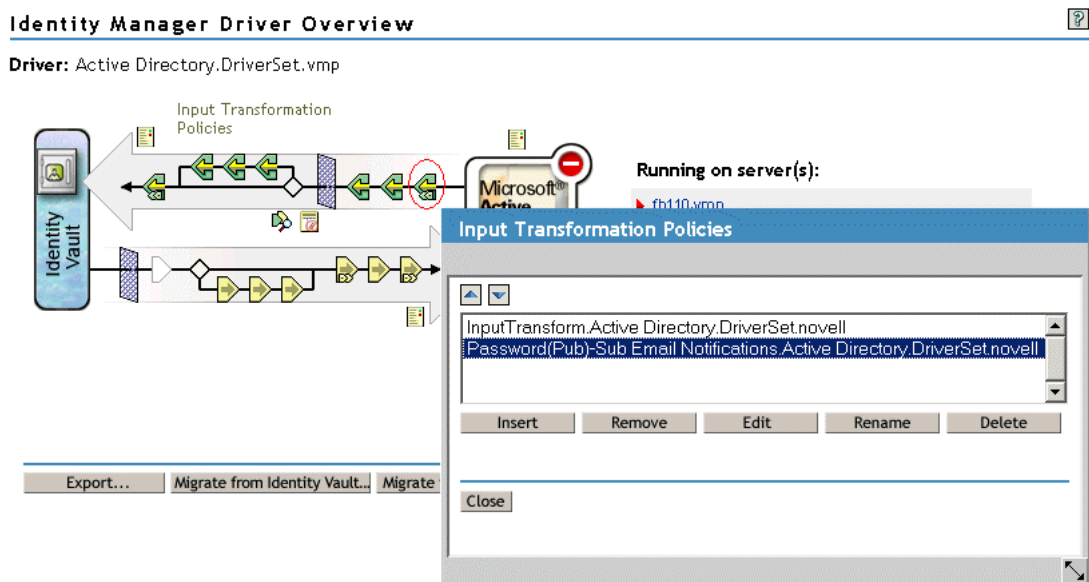 Identity Manager Driver Overview
?
Driver: Active Directory.DriverSet.vmp
Input Transformation
Policies
Identity
Vault
Microsoft®
Active
Running on server(s):
fb110.vmp
Input Transformation Policies
InputTransform.Active Directory.DriverSet.novell
Password(Pub)-Sub Email Notifications.Active Directory.DriverSet.novell
Insert Remove Edit Rename Delete
Export... Migrate from Identity Vault... Migrate
Close